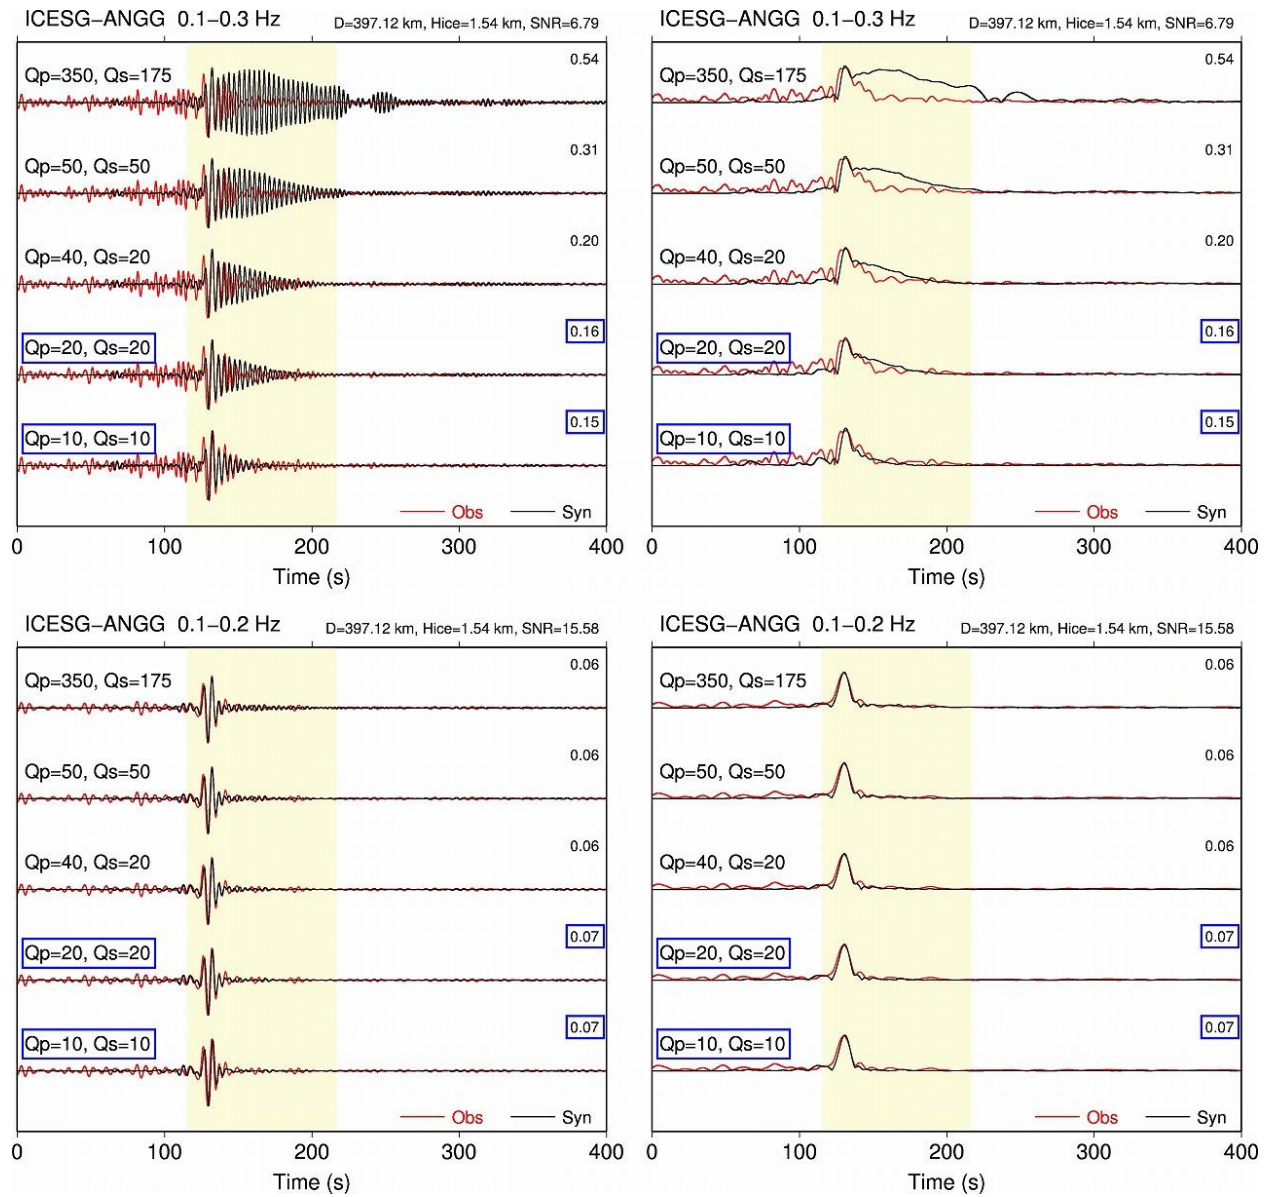 ICESG−ANGG 0.1−0.3 Hz D=397.12 km, Hice=1.54 km, SNR=6.79
0.54
Qp=350, Qs=175
0.31
Qp=50, Qs=50
0.20
Qp=40, Qs=20
0.16
Qp=20, Qs=20
0.15
Qp=10, Qs=10
Obs Syn
0 100 200 300 400
Time (s)
ICESG−ANGG 0.1−0.3 Hz D=397.12 km, Hice=1.54 km, SNR=6.79
0.54
Qp=350, Qs=175
0.31
Qp=50, Qs=50
0.20
Qp=40, Qs=20
0.16
Qp=20, Qs=20
0.15
Qp=10, Qs=10
Obs Syn
0 100 200 300 400
Time (s)
ICESG−ANGG 0.1−0.2 Hz D=397.12 km, Hice=1.54 km, SNR=15.58
0.06
Qp=350, Qs=175
0.06
Qp=50, Qs=50
0.06
Qp=40, Qs=20
0.07
Qp=20, Qs=20
0.07
Qp=10, Qs=10
Obs Syn
0 100 200 300 400
Time (s)
ICESG−ANGG 0.1−0.2 Hz D=397.12 km, Hice=1.54 km, SNR=15.58
0.06
Qp=350, Qs=175
0.06
Qp=50, Qs=50
0.06
Qp=40, Qs=20
0.07
Qp=20, Qs=20
0.07
Qp=10, Qs=10
Obs Syn
0 100 200 300 400
Time (s)